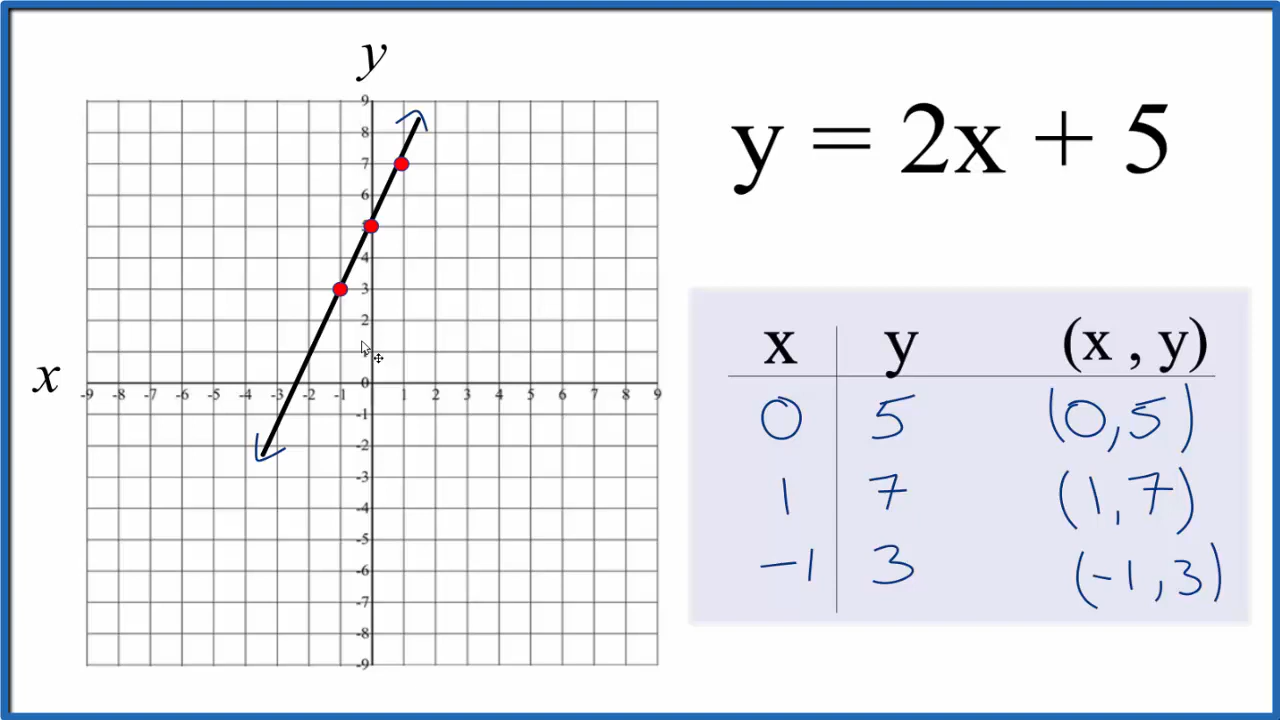 y
y = 2x + 5
9
8
7
6
4
3
2
1
0
x
-9 -8 -7 -6 -5 -4 -3 -2 -1 1 2 3 4 5 6 7 8 9
-1
-2
-3
-4
-5
-6
-7
-8
-9
x y (x , y)
0 5 (0,5)
1 7 (1,7)
-1 3 (-1,3)